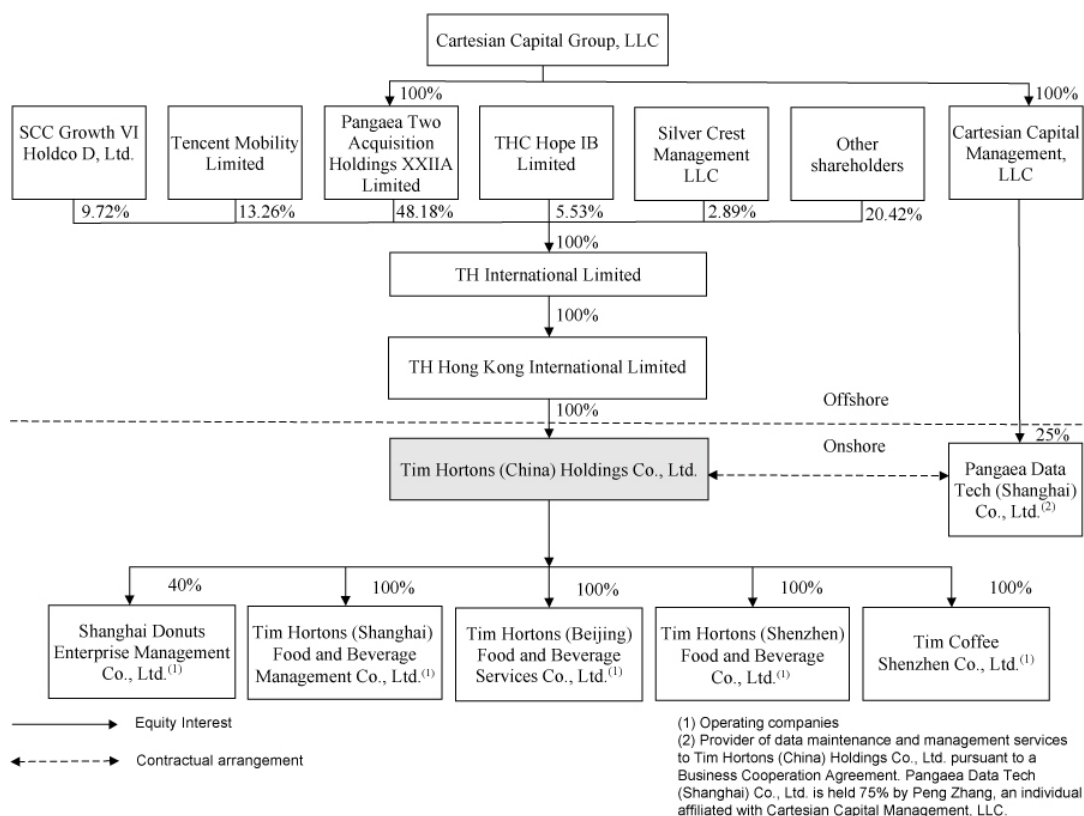 Cartesian Capital Group, LLC
100%
100%
SCC Growth VI
Holdco D, Ltd.
Tencent Mobility
Limited
Pangaea Two
Acquisition
Holdings XXIIA
Limited
THC Hope IB
Limited
Silver Crest
Management
LLC
Other
shareholders
Cartesian Capital
Management,
LLC
9.72%
13.26%
48.18%
5.53%
2.89%
20.42%
100%
TH International Limited
100%
TH Hong Kong International Limited
100%
Offshore
Onshore
25%
Tim Hortons (China) Holdings Co., Ltd.
Pangaea Data
Tech (Shanghai)
Co., Ltd.(2)
40%
100%
100%
100%
100%
Shanghai Donuts
Enterprise Management
Co., Ltd.(1)
Tim Hortons (Shanghai)
Food and Beverage
Management Co., Ltd.(1)
Tim Hortons (Beijing)
Food and Beverage
Services Co., Ltd.(1)
Tim Hortons (Shenzhen)
Food and Beverage
Co., Ltd.(1)
Tim Coffee
Shenzhen Co., Ltd.(1)
Equity Interest
Contractual arrangement
(1) Operating companies
(2) Provider of data maintenance and management services
to Tim Hortons (China) Holdings Co., Ltd. pursuant to a
Business Cooperation Agreement. Pangaea Data Tech
(Shanghai) Co., Ltd. is held 75% by Peng Zhang, an individual
affiliated with Cartesian Capital Management, LLC.